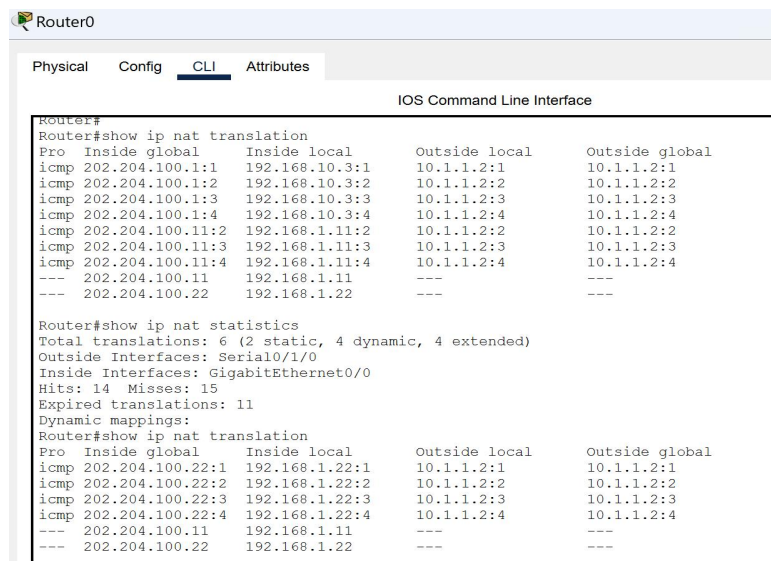 Router0
Physical Config CLI Attributes
IOS Command Line Interface
Router#
Router#show ip nat translation
Pro Inside global Inside local Outside local Outside global
icmp 202.204.100.1:1 192.168.10.3:1 10.1.1.2:1 10.1.1.2:1
icmp 202.204.100.1:2 192.168.10.3:2 10.1.1.2:2 10.1.1.2:2
icmp 202.204.100.1:3 192.168.10.3:3 10.1.1.2:3 10.1.1.2:3
icmp 202.204.100.1:4 192.168.10.3:4 10.1.1.2:4 10.1.1.2:4
icmp 202.204.100.11:2 192.168.1.11:2 10.1.1.2:2 10.1.1.2:2
icmp 202.204.100.11:3 192.168.1.11:3 10.1.1.2:3 10.1.1.2:3
icmp 202.204.100.11:4 192.168.1.11:4 10.1.1.2:4 10.1.1.2:4
--- 202.204.100.11 192.168.1.11 --- ---
--- 202.204.100.22 192.168.1.22 --- ---
Router#show ip nat statistics
Total translations: 6 (2 static, 4 dynamic, 4 extended)
Outside Interfaces: Serial0/1/0
Inside Interfaces: GigabitEthernet0/0
Hits: 14 Misses: 15
Expired translations: 11
Dynamic mappings:
Router#show ip nat translation
Pro Inside global Inside local Outside local Outside global
icmp 202.204.100.22:1 192.168.1.22:1 10.1.1.2:1 10.1.1.2:1
icmp 202.204.100.22:2 192.168.1.22:2 10.1.1.2:2 10.1.1.2:2
icmp 202.204.100.22:3 192.168.1.22:3 10.1.1.2:3 10.1.1.2:3
icmp 202.204.100.22:4 192.168.1.22:4 10.1.1.2:4 10.1.1.2:4
--- 202.204.100.11 192.168.1.11 --- ---
--- 202.204.100.22 192.168.1.22 --- ---